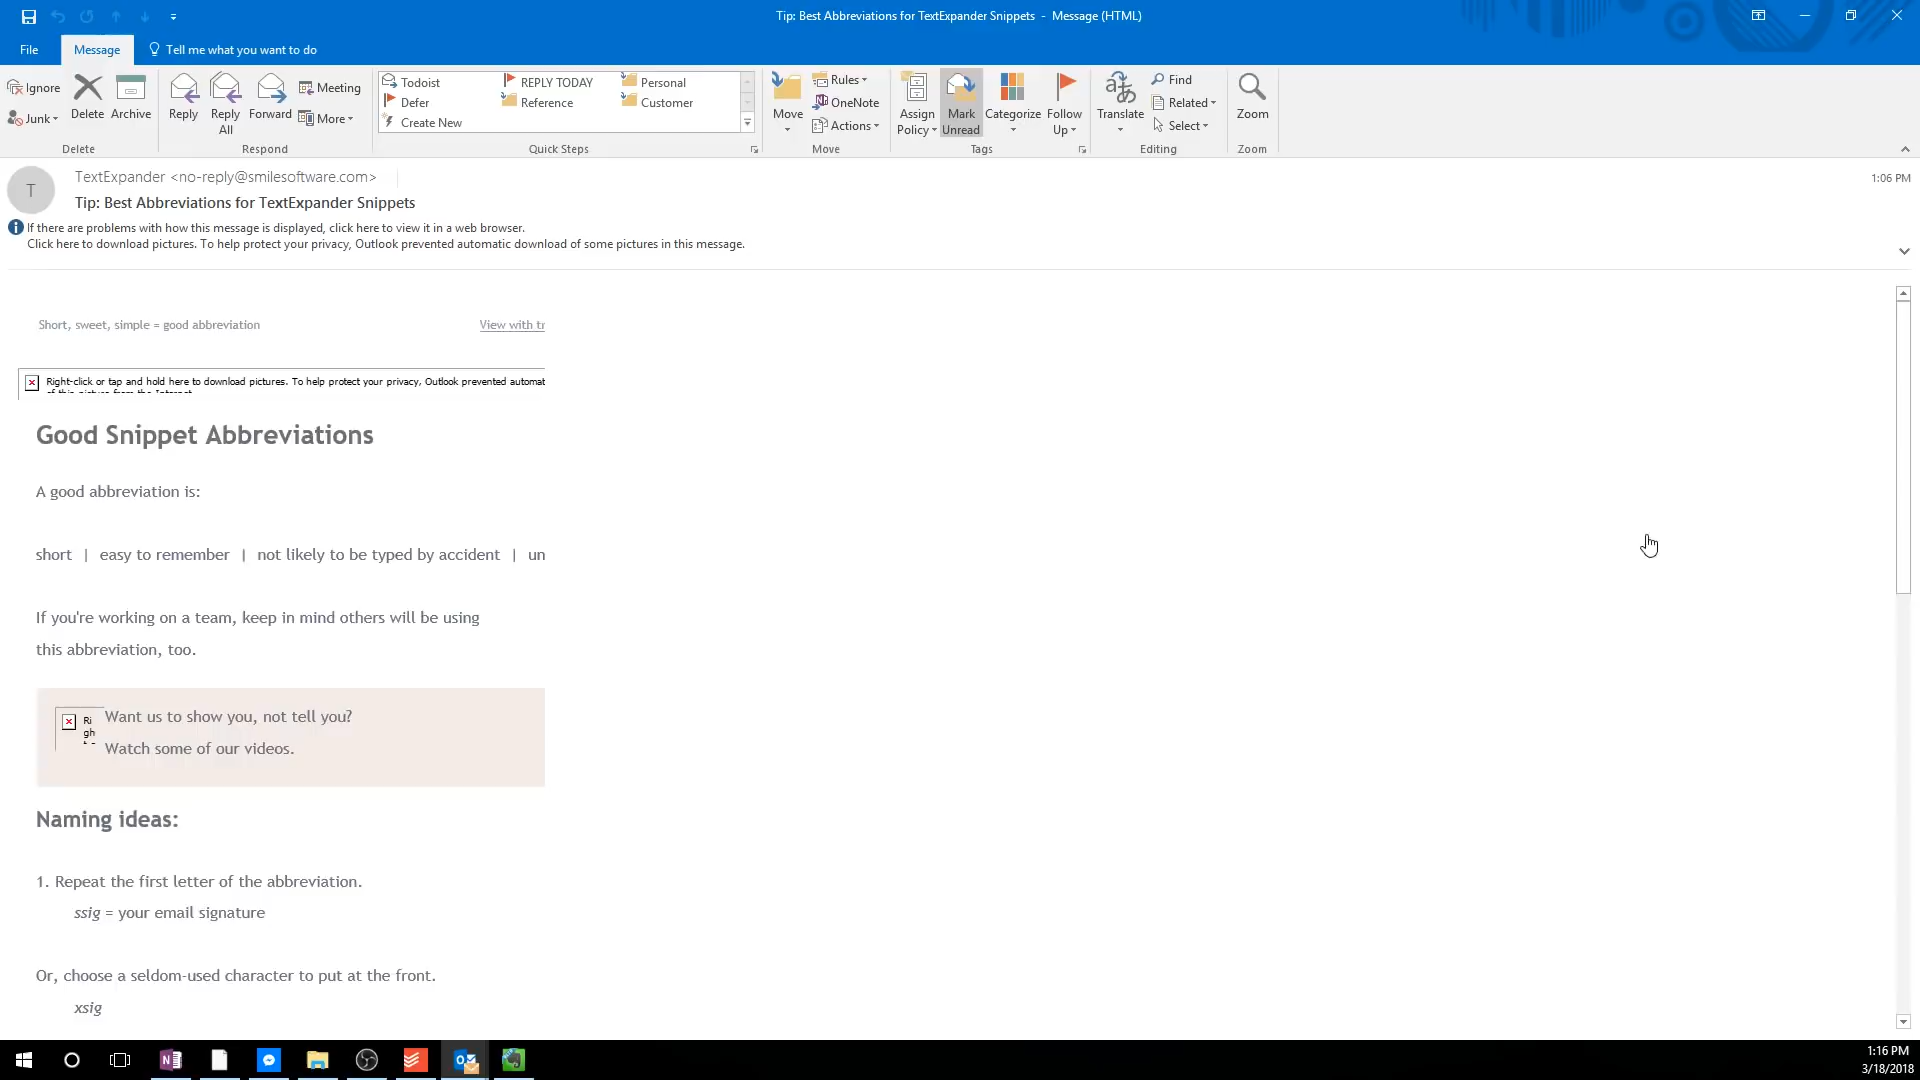 Tip: Best Abbreviations for TextExpander Snippets - Message (HTML)
File Message Tell me what you want to do
Ignore
Junk
Delete
Archive
Reply
Reply All
Forward
Meeting
More
Todoist REPLY TODAY Personal
Defer Reference Customer
Create New
Move
Rules
OneNote
Actions
Assign Policy
Mark Unread
Categorize
Follow Up
Translate
Find
Related
Select
Zoom
Delete Respond Quick Steps Move Tags Editing Zoom
T
TextExpander <no-reply@smilesoftware.com>
1:06 PM
Tip: Best Abbreviations for TextExpander Snippets
If there are problems with how this message is displayed, click here to view it in a web browser.
Click here to download pictures. To help protect your privacy, Outlook prevented automatic download of some pictures in this message.
Short, sweet, simple = good abbreviation View with tr
Right-click or tap and hold here to download pictures. To help protect your privacy, Outlook prevented automat
of this picture from the Internet.
Good Snippet Abbreviations
A good abbreviation is:
short | easy to remember | not likely to be typed by accident | un
If you're working on a team, keep in mind others will be using
this abbreviation, too.
Ri
gh
Want us to show you, not tell you?
Watch some of our videos.
Naming ideas:
1. Repeat the first letter of the abbreviation.
ssig = your email signature
Or, choose a seldom-used character to put at the front.
xsig
1:16 PM
3/18/2018